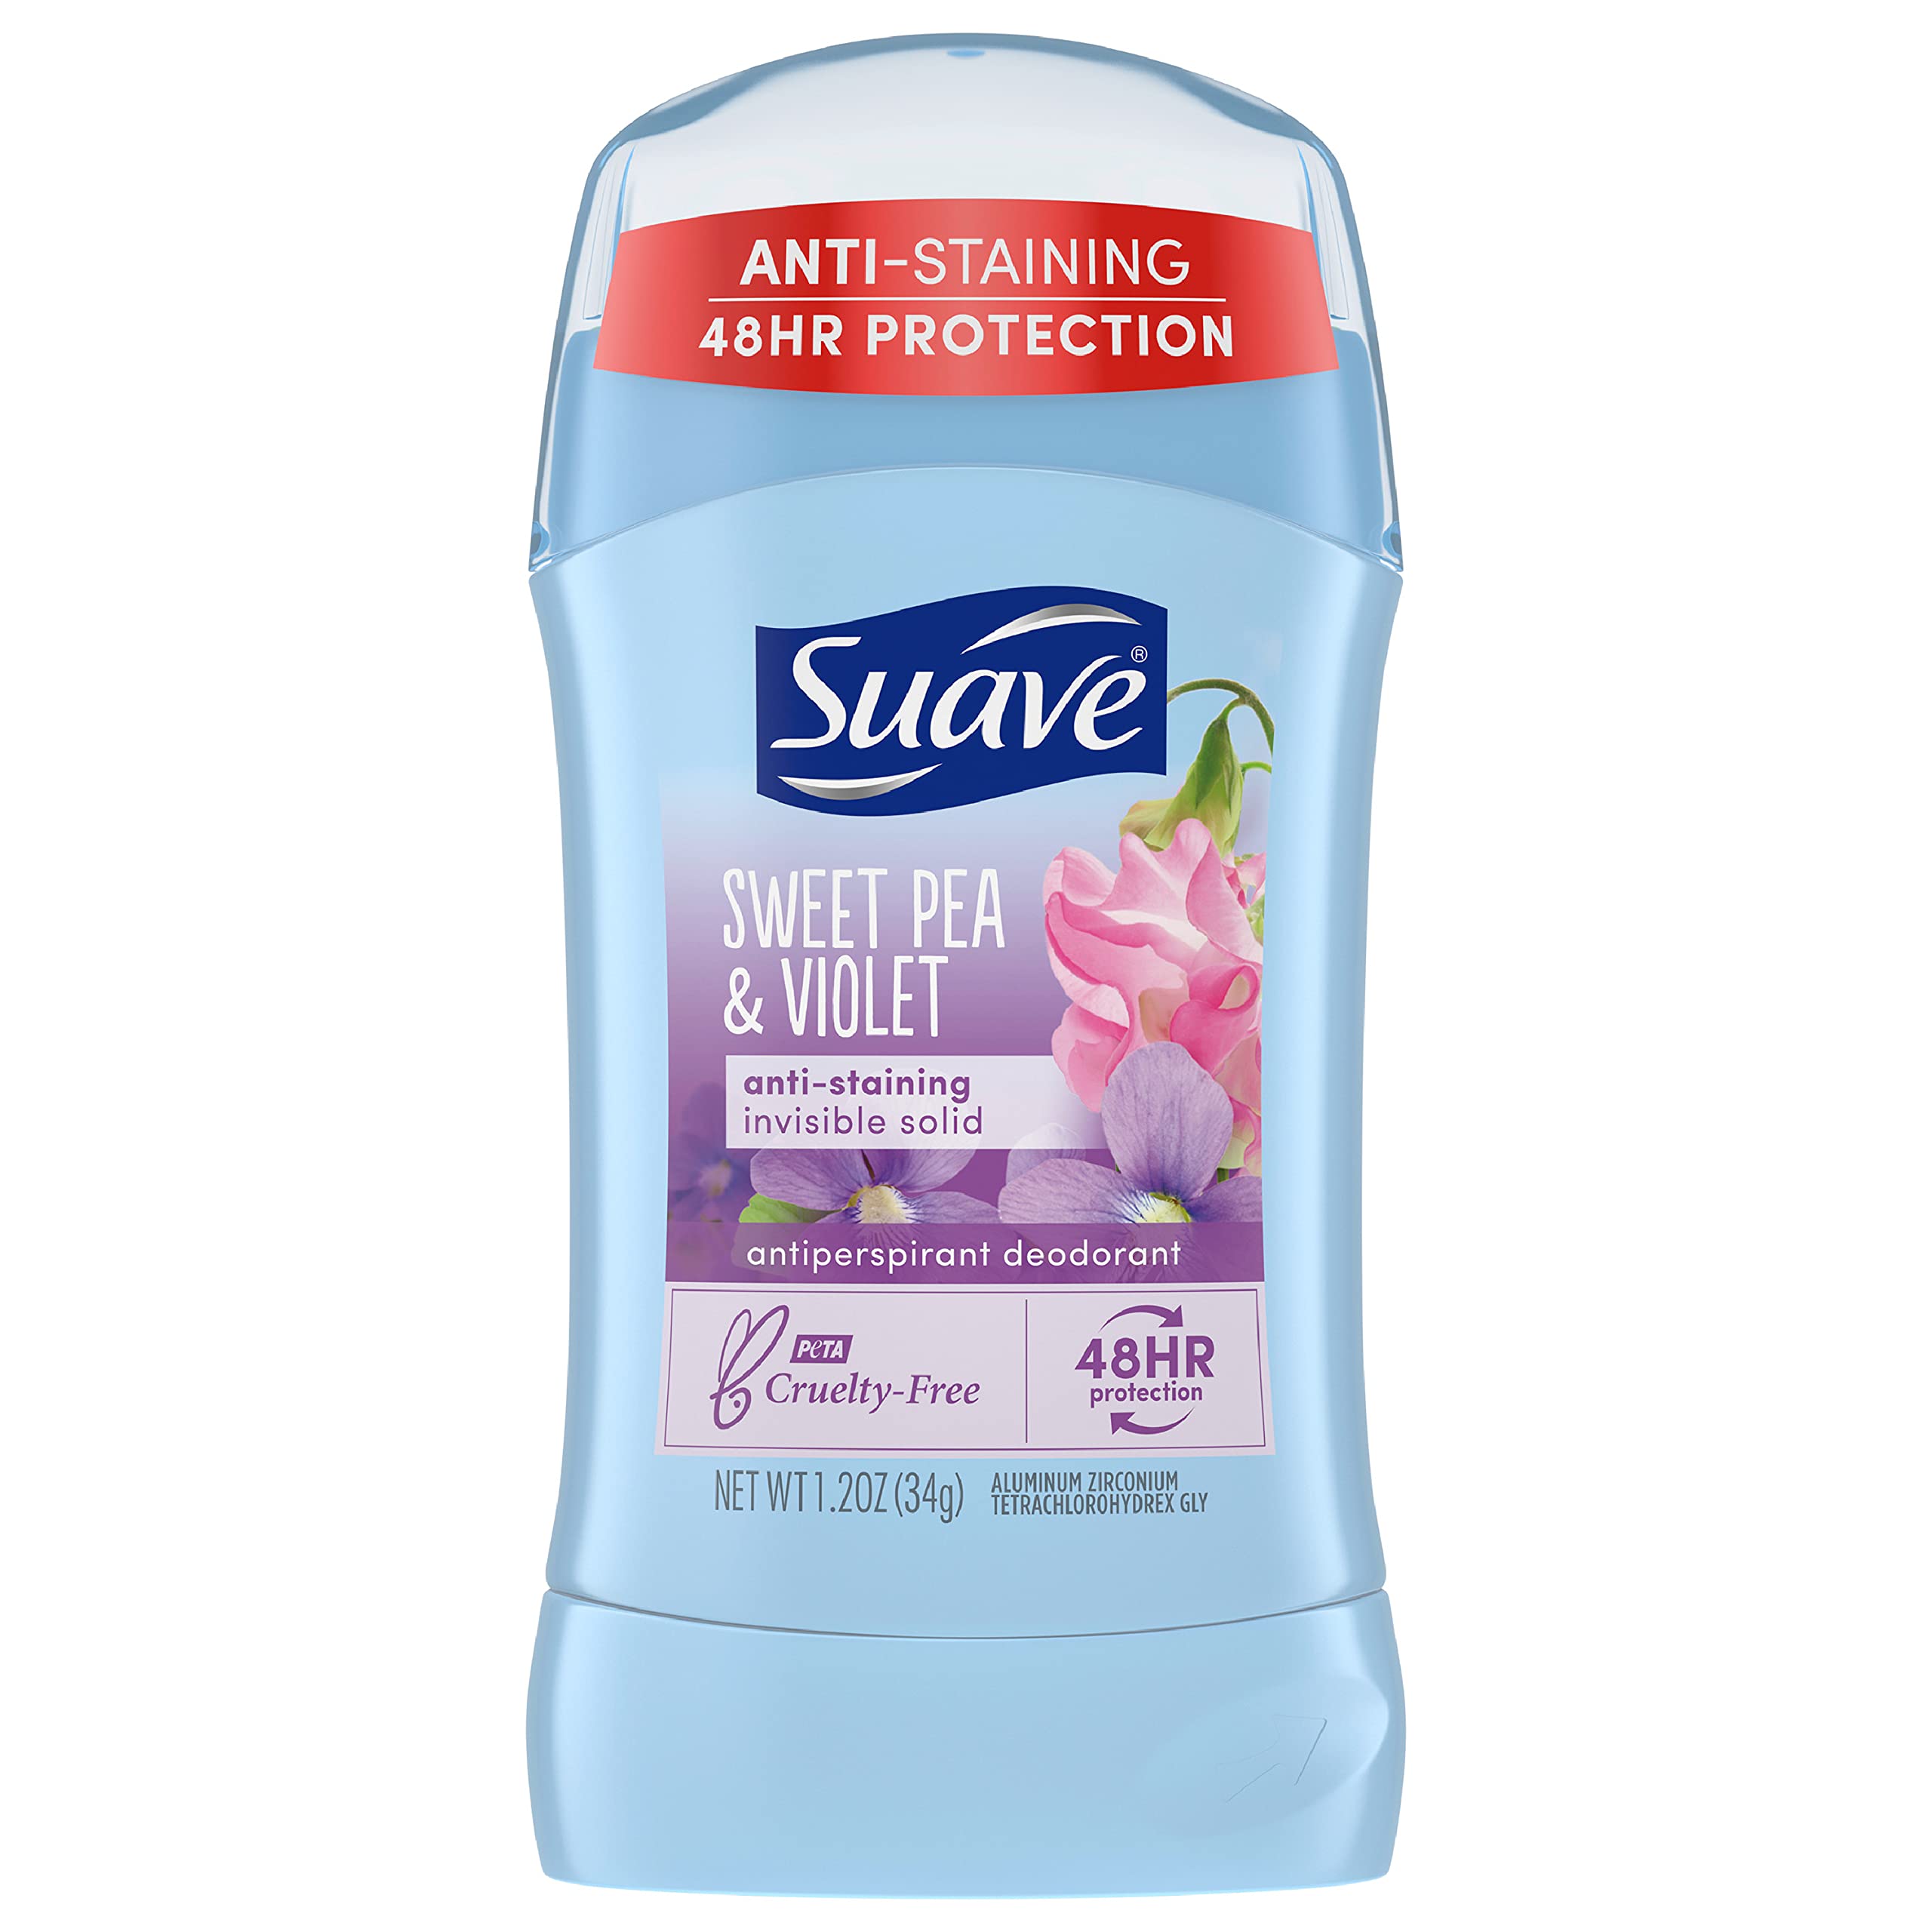 ANTI-STAINING
48HR PROTECTION
Suave®
SWEET PEA
& VIOLET
anti-staining
invisible solid
antiperspirant deodorant
PETA
Cruelty-Free
48HR
protection
NET WT 1.2OZ (34g)
ALUMINUM ZIRCONIUM
TETRACHLOROHYDREX GLY